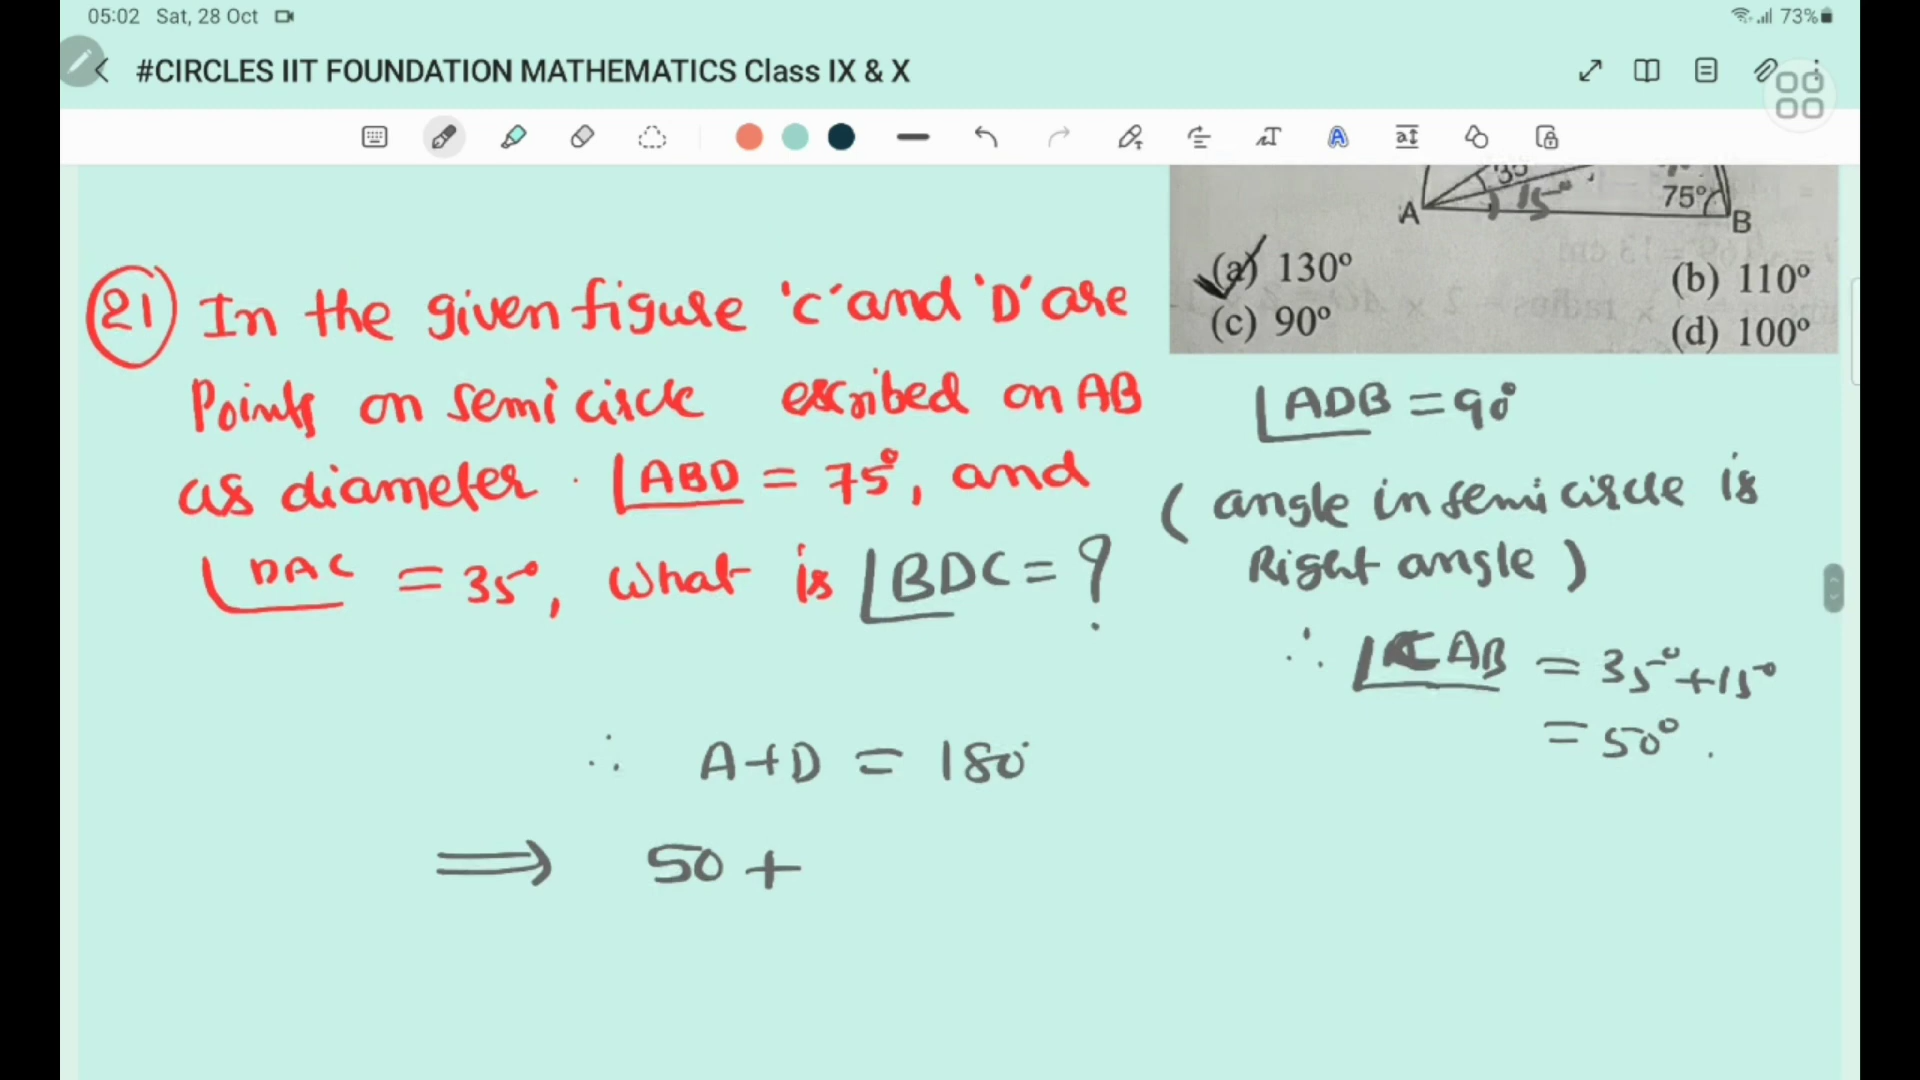 05:02 Sat, 28 Oct
73%
#CIRCLES IIT FOUNDATION MATHEMATICS Class IX & X
35
15°
75°
A
B
(a) 130°
(b) 110°
(c) 90°
(d) 100°
21 In the given figure 'C' and 'D' are
Points on semi circle escribed on AB
as diameter. ∠ABD = 75°, and
∠DAC = 35°, what is ∠BDC = ?
∠ADB = 90°
(angle in semi circle is
Right angle)
∴ ∠CAB = 35° + 15°
= 50°.
∴ A+D = 180°
⟹ 50 +